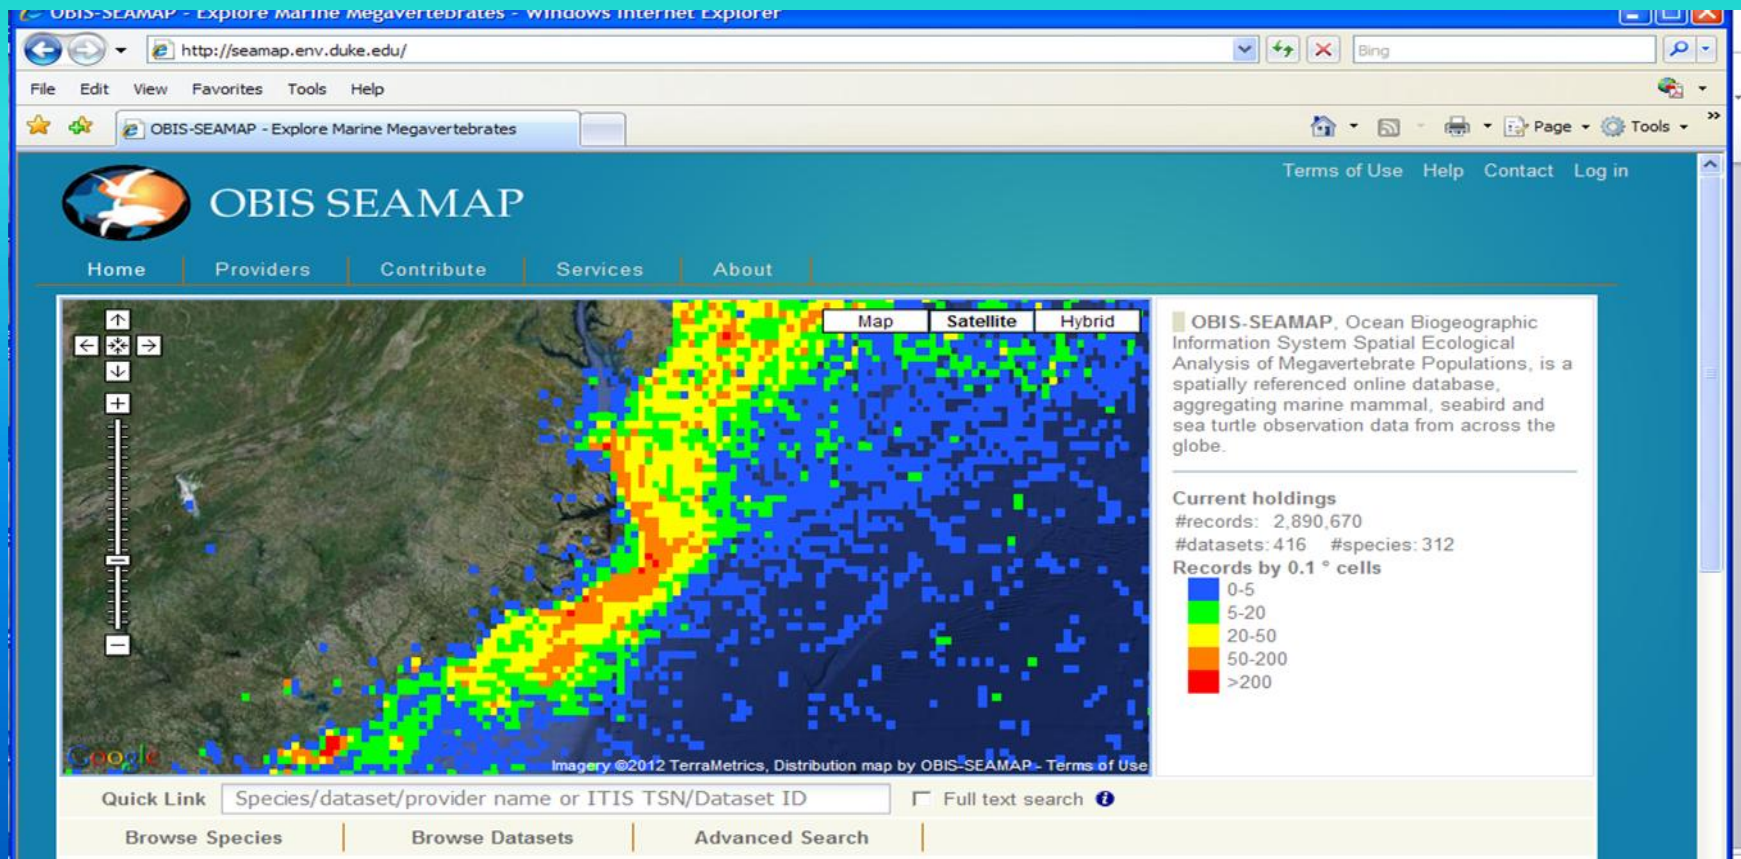 OBIS-SEAMAP - Explore Marine Megavertebrates - Windows Internet Explorer
http://seamap.env.duke.edu/
Bing
File Edit View Favorites Tools Help
OBIS-SEAMAP - Explore Marine Megavertebrates
Page Tools
Terms of Use Help Contact Log in
OBIS SEAMAP
Home Providers Contribute Services About
Map Satellite Hybrid
OBIS-SEAMAP, Ocean Biogeographic
Information System Spatial Ecological
Analysis of Megavertebrate Populations, is a
spatially referenced online database,
aggregating marine mammal, seabird and
sea turtle observation data from across the
globe.
Current holdings
#records: 2,890,670
#datasets: 416 #species: 312
Records by 0.1 ° cells
0-5
5-20
20-50
50-200
>200
Google
Imagery ©2012 TerraMetrics, Distribution map by OBIS-SEAMAP - Terms of Use
Quick Link Species/dataset/provider name or ITIS TSN/Dataset ID Full text search
Browse Species Browse Datasets Advanced Search